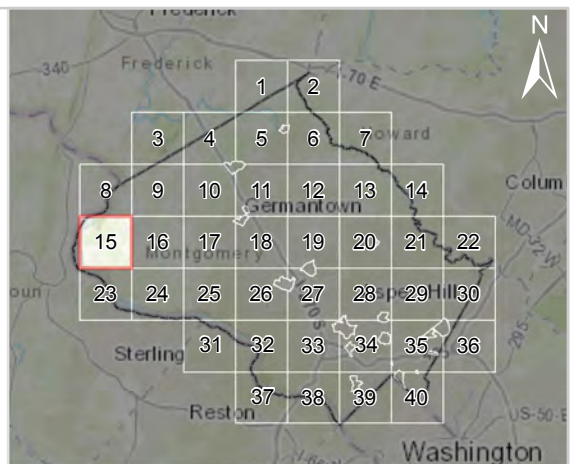 Frederick
N
340
Frederick
I-70 E
1 2
3 4 5 6 7
oward
8 9 10 11 12 13 14
Colum
Germantown
15 16 17 18 19 20 21 22
MD-32 W
Montgomery
oun
23 24 25 26 27 28 29 30
I-270 S
spen Hill
295
31 32 33 34 35 36
Sterling
37 38 39 40
Reston
US-50 E
I-66
Washington